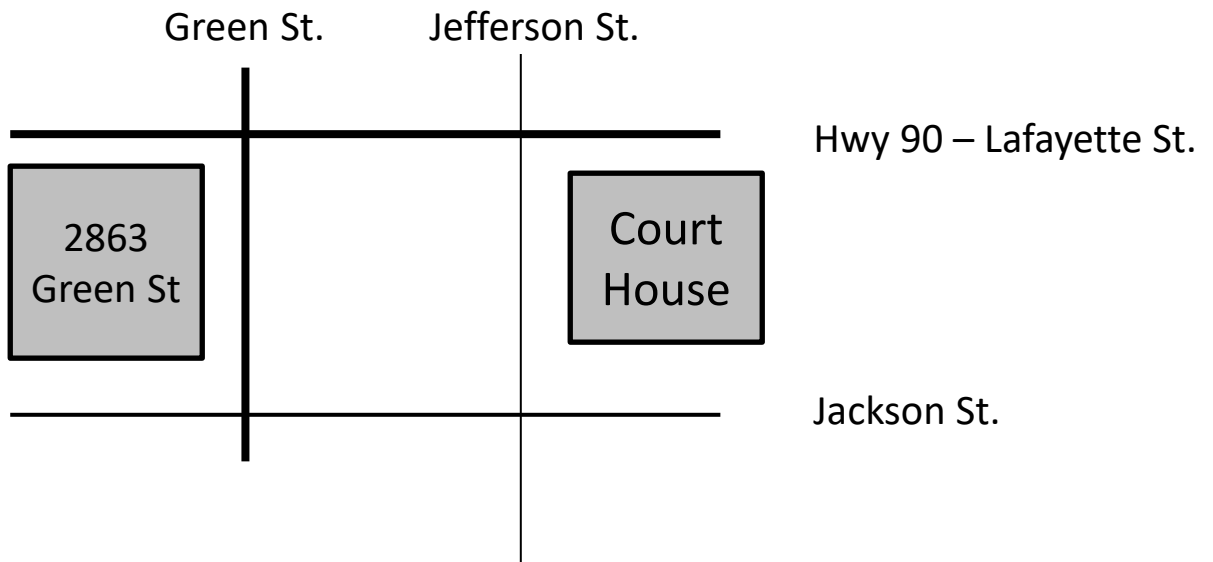 Green St.
Jefferson St.
Hwy 90 – Lafayette St.
2863
Green St
Court
House
Jackson St.